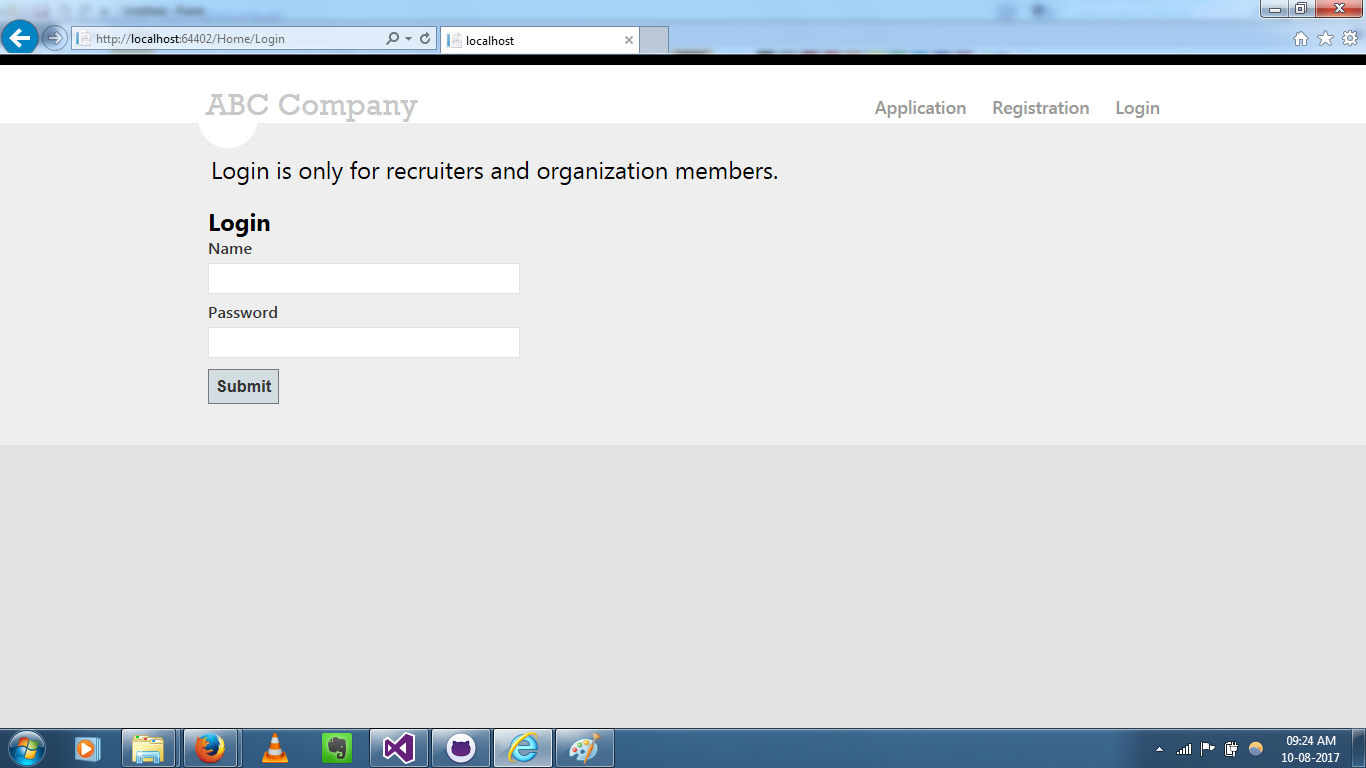 http://localhost:64402/Home/Login
localhost
ABC Company
Application Registration Login
Login is only for recruiters and organization members.
Login
Name
Password
Submit
09:24 AM
10-08-2017